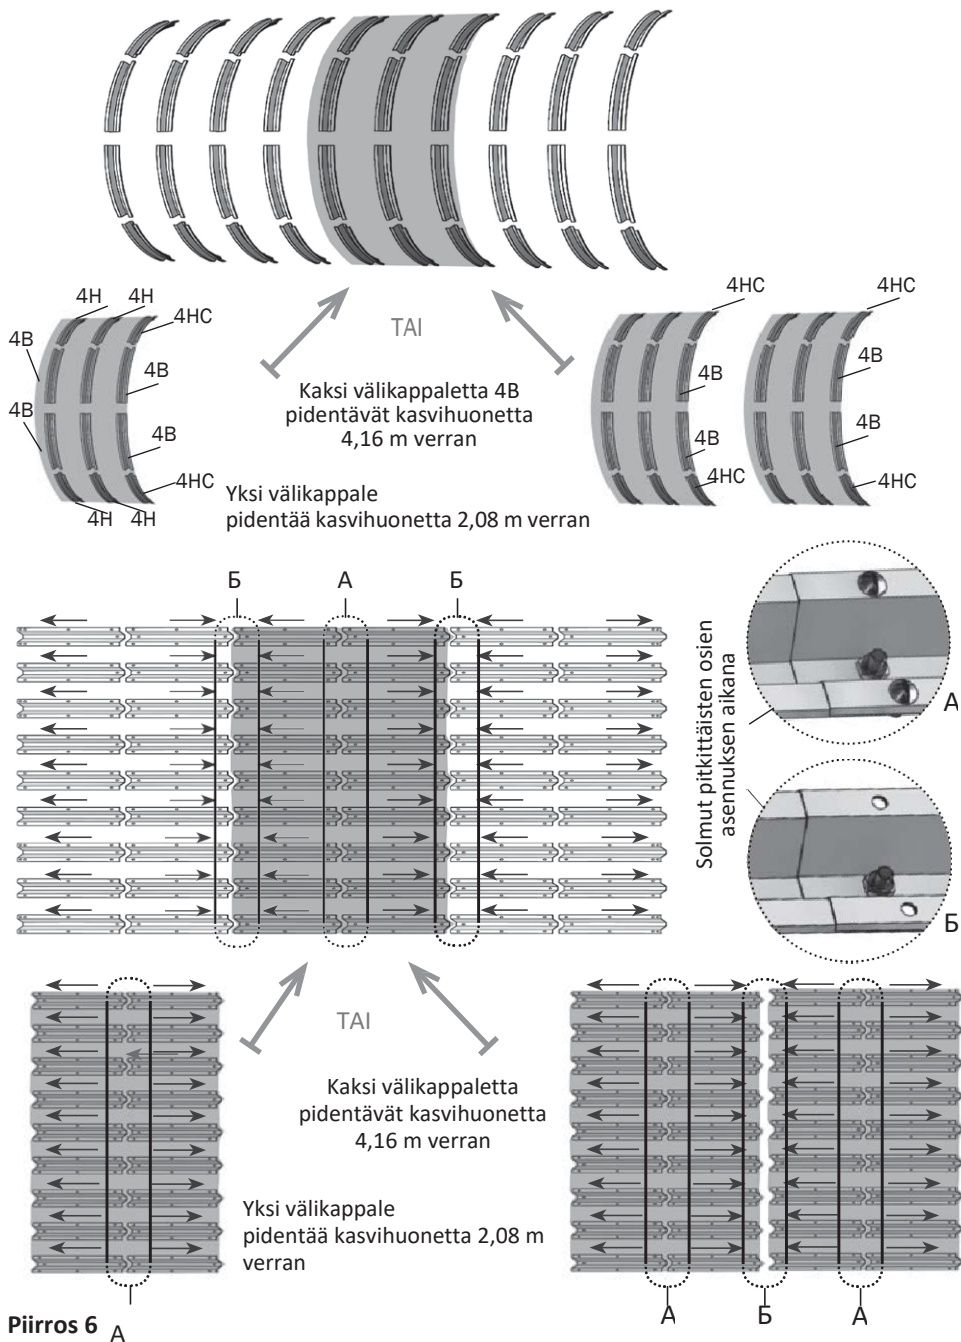 4H
4H
4HC
4B
4B
4B
4B
4HC
4H
4H
TAI
Kaksi välikappaletta 4B
pidentävät kasvihuonetta
4,16 m verran
Yksi välikappale
pidentää kasvihuonetta 2,08 m verran
4HC
4HC
4B
4B
4B
4B
4HC
4HC
Б
А
Б
Solmut pitkittäisten osien
asennuksen aikana
А
Б
TAI
Kaksi välikappaletta
pidentävät kasvihuonetta
4,16 m verran
Yksi välikappale
pidentää kasvihuonetta 2,08 m
verran
А
Б
А
Piirros 6
А